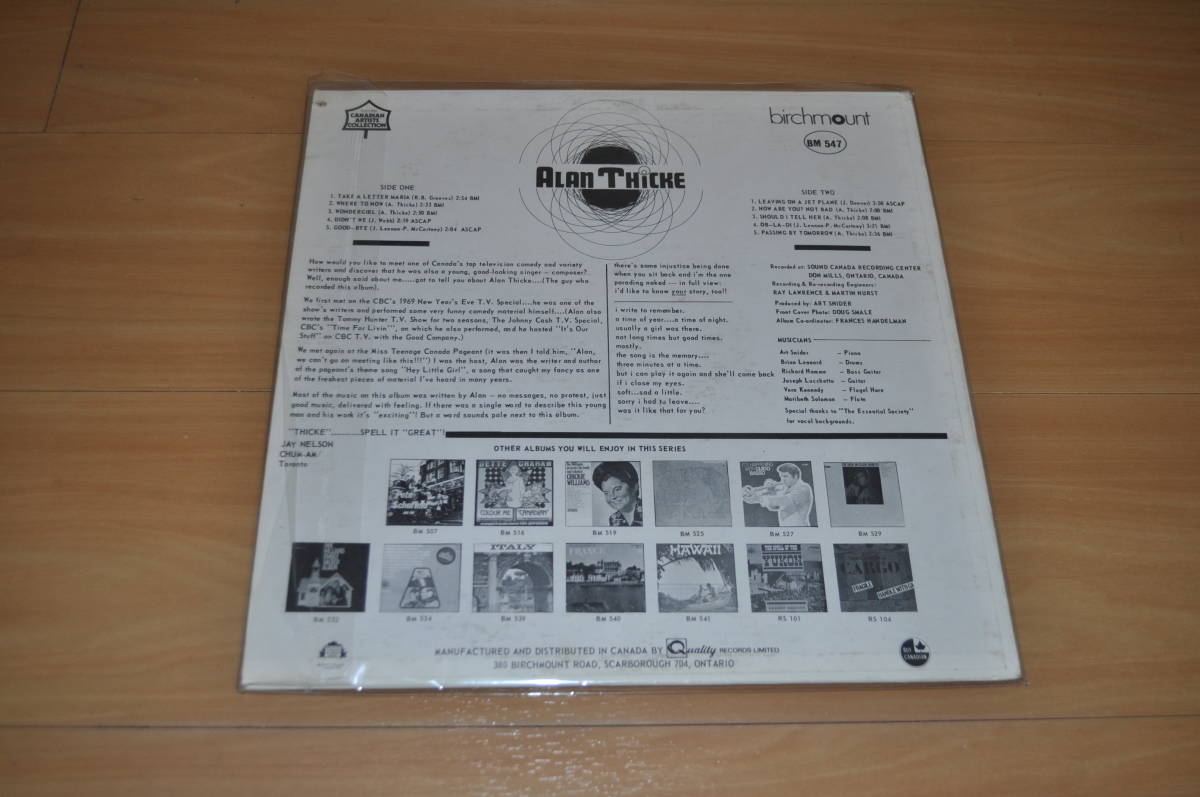 CANADIAN
ARTISTS
COLLECTION
birchmount
BM 547
ALAN THICKE
SIDE ONE
1. TAKE A LETTER MARIA (R.B. Greaves) 2:54 BMI
2. WHERE TO NOW (A. Thicke) 2:33 BMI
3. WONDERGIRL (A. Thicke) 2:30 BMI
4. DIDN'T WE (J. Webb) 2:19 ASCAP
5. GOOD-BYE (J. Lennon-P. McCartney) 2:04 ASCAP
SIDE TWO
1. LEAVING ON A JET PLANE (J. Denver) 3:38 ASCAP
2. HOW ARE YOU? NOT BAD (A. Thicke) 2:00 BMI
3. SHOULD I TELL HER (A. Thicke) 2:08 BMI
4. OB-LA-DI (J. Lennon-P. McCartney) 3:21 BMI
5. PASSING BY TOMORROW (A. Thicke) 2:36 BMI
How would you like to meet one of Canada's top television comedy and variety
writers and discover that he was also a young, good-looking singer - composer?
Well, enough said about me.....got to tell you about Alan Thicke....(The guy who
recorded this album).
We first met on the CBC's 1969 New Year's Eve T.V. Special....he was one of the
show's writers and performed some very funny comedy material himself....(Alan also
wrote the Tommy Hunter T.V. Show for two seasons, The Johnny Cash T.V. Special,
CBC's "Time For Livin'", on which he also performed, and he hosted "It's Our
Stuff" on CBC T.V. with the Good Company.)
We met again at the Miss Teenage Canada Pageant (it was then I told him, "Alan,
we can't go on meeting like this!!!") I was the host, Alan was the writer and author
of the pageant's theme song "Hey Little Girl", a song that caught my fancy as one
of the freshest pieces of material I've heard in many years.
Most of the music on this album was written by Alan - no messages, no protest, just
good music, delivered with feeling. If there was a single word to describe this young
man and his work it's "exciting"! But a word sounds pale next to this album.
"THICKE"..........SPELL IT "GREAT"!
JAY NELSON
CHUM-AM/
Toronto
there's some injustice being done
when you sit back and i'm the one
parading naked --- in full view:
i'd like to know your story, too!!
i write to remember.
a time of year....a time of night.
usually a girl was there.
not long times but good times.
mostly.
the song is the memory....
three minutes at a time.
but i can play it again and she'll come back
if i close my eyes.
soft...sad a little.
sorry i had to leave....
was it like that for you?
Recorded at: SOUND CANADA RECORDING CENTER
DON MILLS, ONTARIO, CANADA
Recording & Re-recording Engineers:
RAY LAWRENCE & MARTIN HURST
Produced by: ART SNIDER
Front Cover Photo: DOUG SMALE
Album Co-ordinator: FRANCES HANDELMAN
MUSICIANS
Art Snider - Piano
Brian Leonard - Drums
Richard Homme - Bass Guitar
Joseph Lucchetta - Guitar
Vern Kennedy - Flugel Horn
Maribeth Solomon - Flute
Special thanks to "The Essential Society"
for vocal backgrounds.
OTHER ALBUMS YOU WILL ENJOY IN THIS SERIES
Pete
Schofield
BETTE GRAHAM
COLOUR ME "CANADIAN"
CHICKIE
WILLIAMS
GUIDO
BASSO
BM 507
BM 516
BM 519
BM 525
BM 527
BM 529
ITALY
FRANCE
HAWAII
THE SPELL OF THE
YUKON
CARGO
FRAGILE
BM 532
BM 534
BM 539
BM 540
BM 541
RS 101
RS 104
MANUFACTURED AND DISTRIBUTED IN CANADA BY Quality RECORDS LIMITED
380 BIRCHMOUNT ROAD, SCARBOROUGH 704, ONTARIO
BUY
CANADIAN